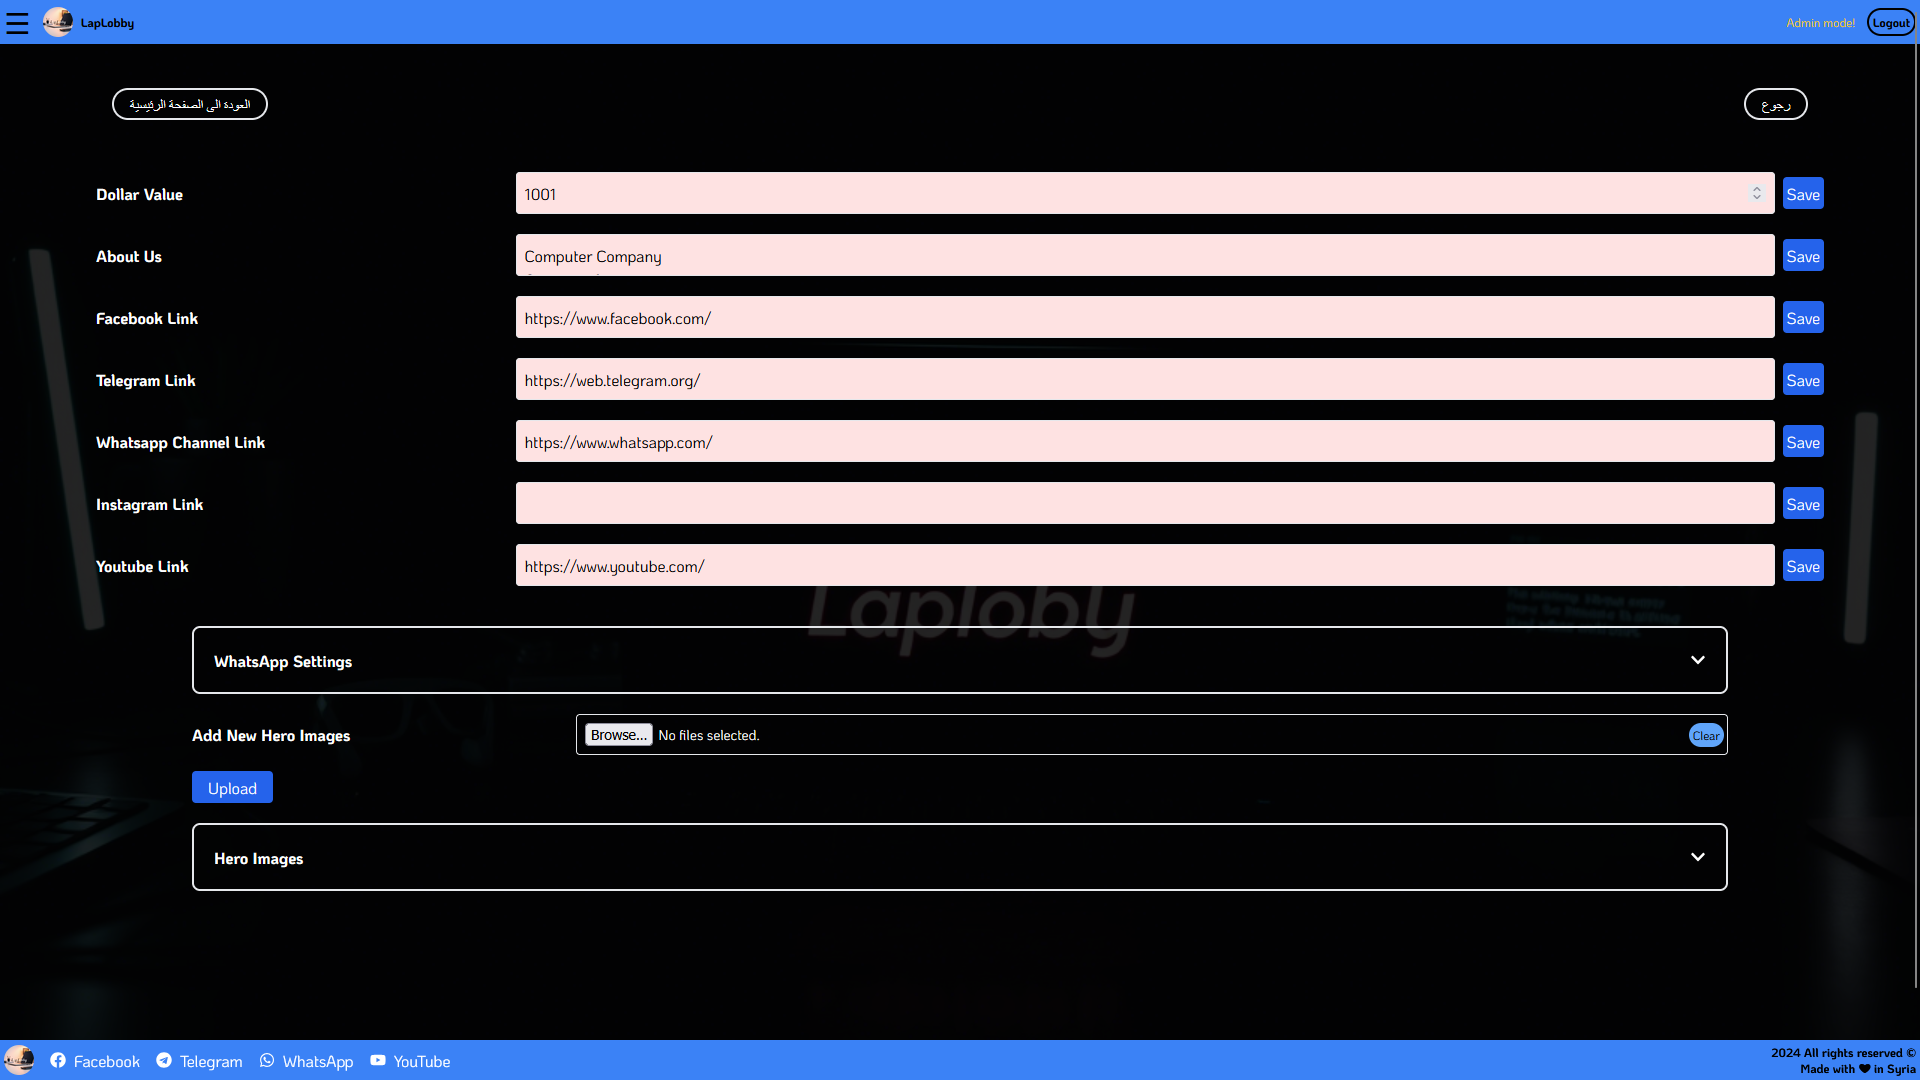 LapLobby
Admin mode!
Logout
العودة الى الصفحة الرئيسية
رجوع
Dollar Value
1001
Save
About Us
Computer Company
Save
Facebook Link
https://www.facebook.com/
Save
Telegram Link
https://web.telegram.org/
Save
Whatsapp Channel Link
https://www.whatsapp.com/
Save
Instagram Link
Save
Youtube Link
https://www.youtube.com/
Save
Laplobby
WhatsApp Settings
Add New Hero Images
Browse... No files selected.
Clear
Upload
Hero Images
Facebook
Telegram
WhatsApp
YouTube
2024 All rights reserved ©
Made with ❤ in Syria